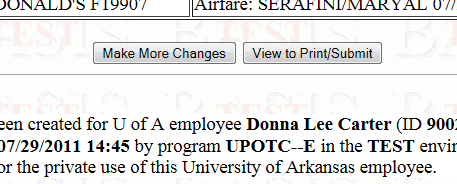 DONALD'S F19907 Airfare: SERAFINI/MARYAL 07/
Make More Changes View to Print/Submit
een created for U of A employee Donna Lee Carter (ID 900
07/29/2011 14:45 by program UPOTC--E in the TEST envir
or the private use of this University of Arkansas employee.